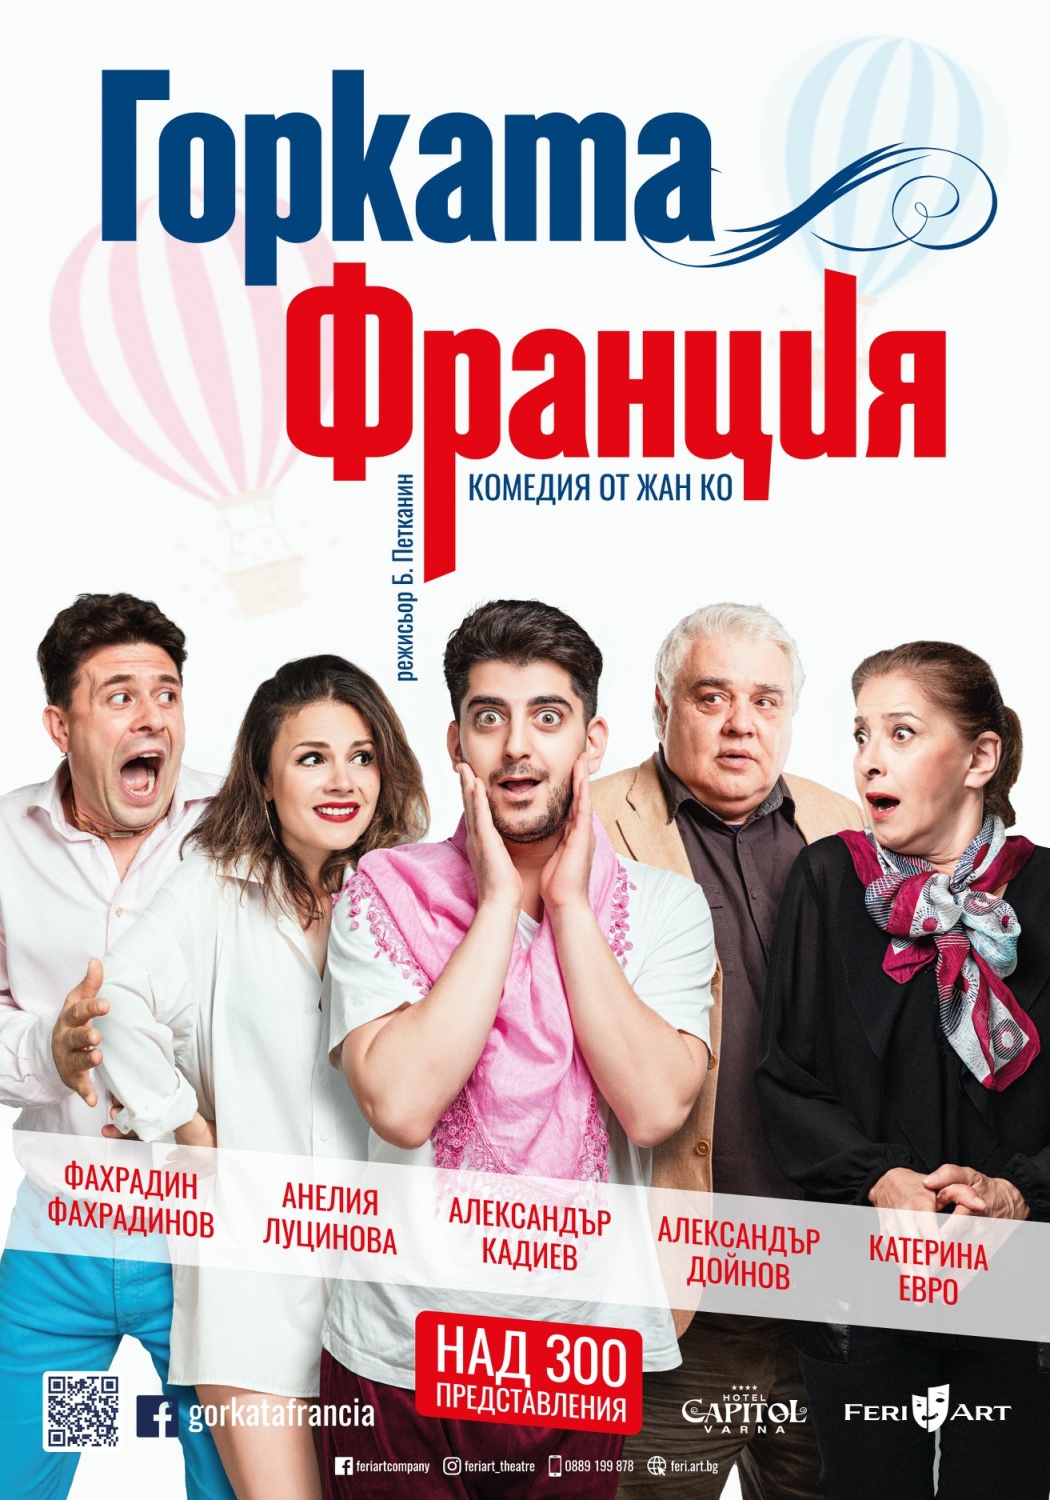 Горката
Франция
КОМЕДИЯ ОТ ЖАН КО
режисьор Б. Петканин
ФАХРАДИН
ФАХРАДИНОВ
АНЕЛИЯ
ЛУЦИНОВА
АЛЕКСАНДЪР
КАДИЕВ
АЛЕКСАНДЪР
ДОЙНОВ
КАТЕРИНА
ЕВРО
НАД 300
ПРЕДСТАВЛЕНИЯ
gorkatafrancia
HOTEL
CAPITOL
VARNA
FERI ART
feriartcompany feriart_theatre 0889 199 878 feri.art.bg